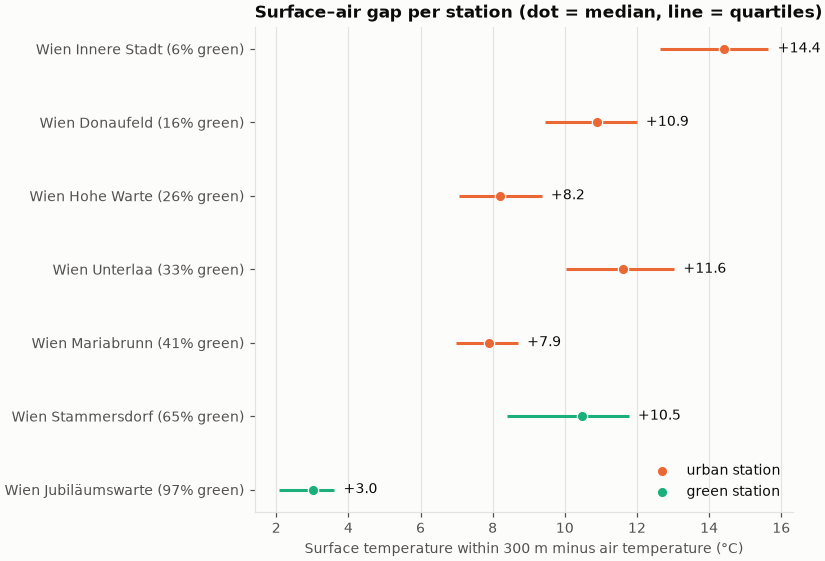 Surface–air gap per station (dot = median, line = quartiles)
Wien Innere Stadt (6% green)
+14.4
Wien Donaufeld (16% green)
+10.9
Wien Hohe Warte (26% green)
+8.2
Wien Unterlaa (33% green)
+11.6
Wien Mariabrunn (41% green)
+7.9
Wien Stammersdorf (65% green)
+10.5
Wien Jubiläumswarte (97% green)
+3.0
urban station
green station
2 4 6 8 10 12 14 16
Surface temperature within 300 m minus air temperature (°C)